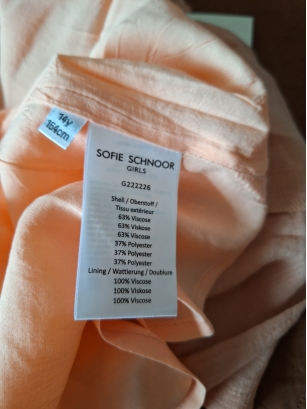 14y
164cm
SOFIE SCHNOOR
GIRLS
G222226
Shell / Oberstoff /
Tissu extérieur
63% Viscose
63% Viskose
63% Viscose
37% Polyester
37% Polyester
37% Polyester
Lining / Wattierung / Doublure
100% Viscose
100% Viskose
100% Viscose